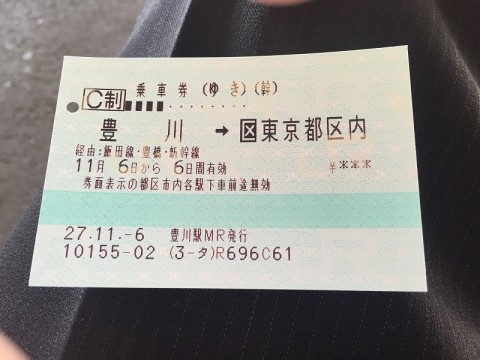 C制 乗車券 (ゆき)(幹)
豊川 → 区東京都区内
経由:飯田線・豊橋・新幹線
11月 6日から 6日間有効 ¥***
券面表示の都区市内各駅下車前途無効
27.11.-6 豊川駅MR発行
10155-02 (3-タ)R696061